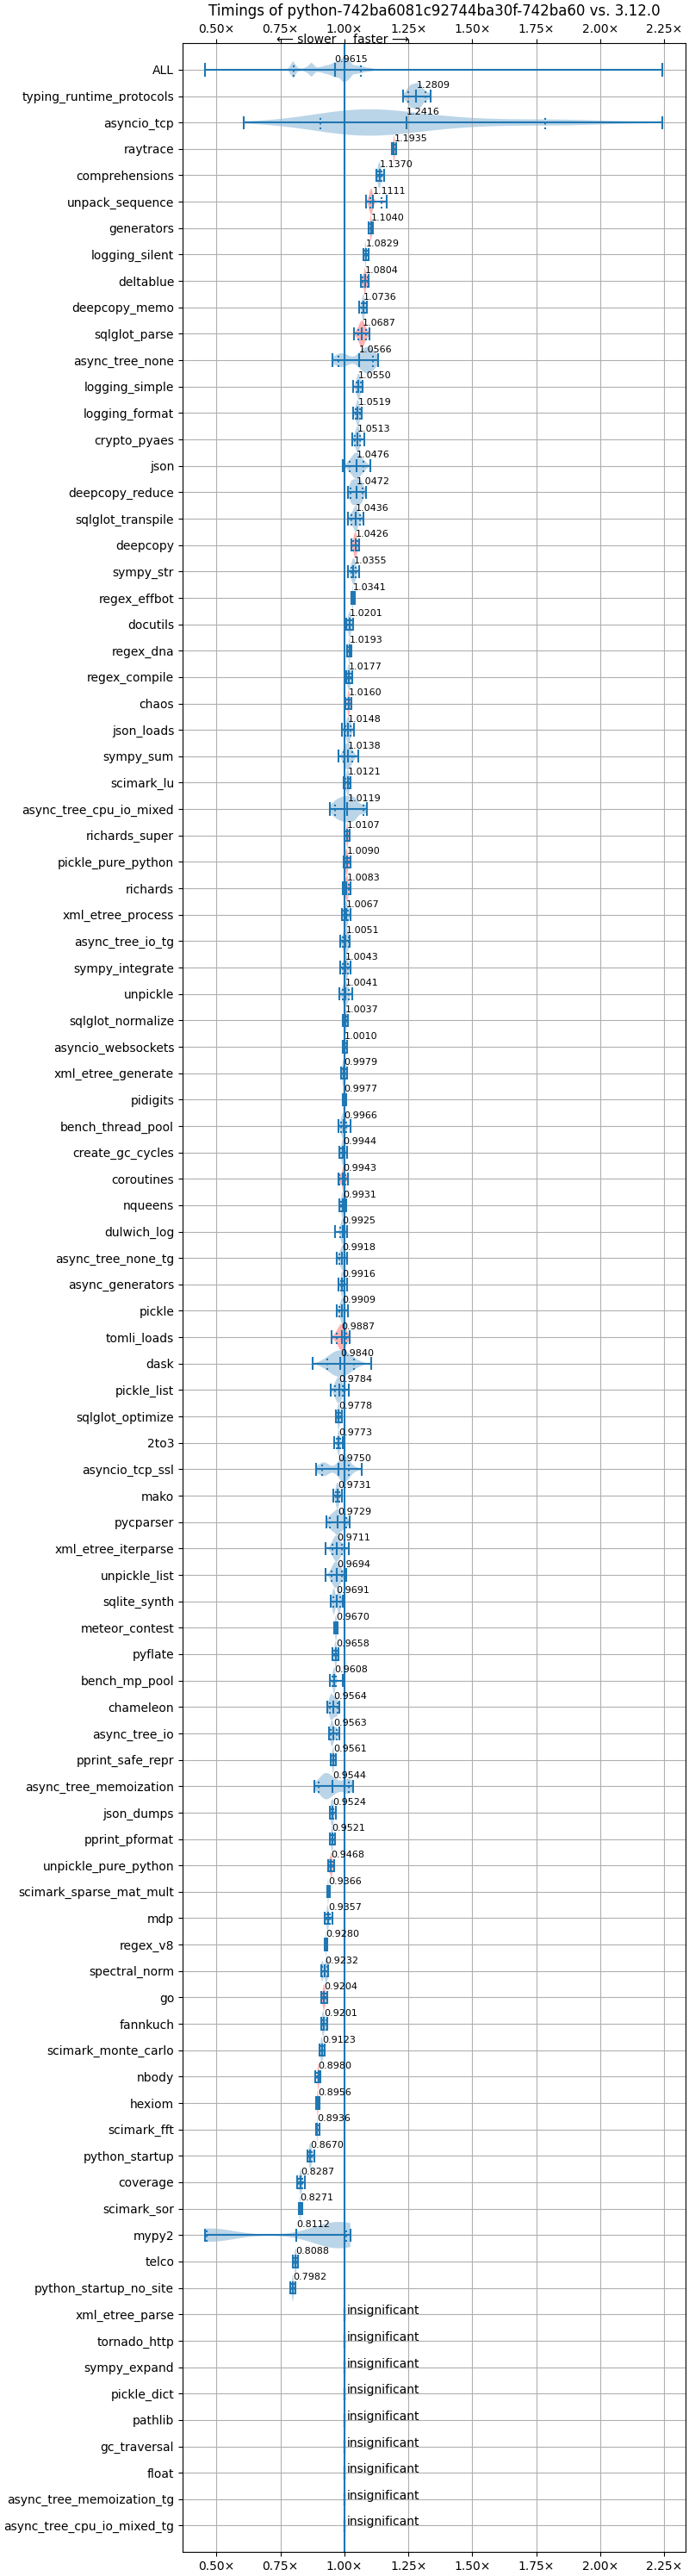 Timings of python-742ba6081c92744ba30f-742ba60 vs. 3.12.0
0.50× 0.75× 1.00× 1.25× 1.50× 1.75× 2.00× 2.25×
⟵ slower faster ⟶
ALL 0.9615
typing_runtime_protocols 1.2809
asyncio_tcp 1.2416
raytrace 1.1935
comprehensions 1.1370
unpack_sequence 1.1111
generators 1.1040
logging_silent 1.0829
deltablue 1.0804
deepcopy_memo 1.0736
sqlglot_parse 1.0687
async_tree_none 1.0566
logging_simple 1.0550
logging_format 1.0519
crypto_pyaes 1.0513
json 1.0476
deepcopy_reduce 1.0472
sqlglot_transpile 1.0436
deepcopy 1.0426
sympy_str 1.0355
regex_effbot 1.0341
docutils 1.0201
regex_dna 1.0193
regex_compile 1.0177
chaos 1.0160
json_loads 1.0148
sympy_sum 1.0138
scimark_lu 1.0121
async_tree_cpu_io_mixed 1.0119
richards_super 1.0107
pickle_pure_python 1.0090
richards 1.0083
xml_etree_process 1.0067
async_tree_io_tg 1.0051
sympy_integrate 1.0043
unpickle 1.0041
sqlglot_normalize 1.0037
asyncio_websockets 1.0010
xml_etree_generate 0.9979
pidigits 0.9977
bench_thread_pool 0.9966
create_gc_cycles 0.9944
coroutines 0.9943
nqueens 0.9931
dulwich_log 0.9925
async_tree_none_tg 0.9918
async_generators 0.9916
pickle 0.9909
tomli_loads 0.9887
dask 0.9840
pickle_list 0.9784
sqlglot_optimize 0.9778
2to3 0.9773
asyncio_tcp_ssl 0.9750
mako 0.9731
pycparser 0.9729
xml_etree_iterparse 0.9711
unpickle_list 0.9694
sqlite_synth 0.9691
meteor_contest 0.9670
pyflate 0.9658
bench_mp_pool 0.9608
chameleon 0.9564
async_tree_io 0.9563
pprint_safe_repr 0.9561
async_tree_memoization 0.9544
json_dumps 0.9524
pprint_pformat 0.9521
unpickle_pure_python 0.9468
scimark_sparse_mat_mult 0.9366
mdp 0.9357
regex_v8 0.9280
spectral_norm 0.9232
go 0.9204
fannkuch 0.9201
scimark_monte_carlo 0.9123
nbody 0.8980
hexiom 0.8956
scimark_fft 0.8936
python_startup 0.8670
coverage 0.8287
scimark_sor 0.8271
mypy2 0.8112
telco 0.8088
python_startup_no_site 0.7982
xml_etree_parse insignificant
tornado_http insignificant
sympy_expand insignificant
pickle_dict insignificant
pathlib insignificant
gc_traversal insignificant
float insignificant
async_tree_memoization_tg insignificant
async_tree_cpu_io_mixed_tg insignificant
0.50× 0.75× 1.00× 1.25× 1.50× 1.75× 2.00× 2.25×